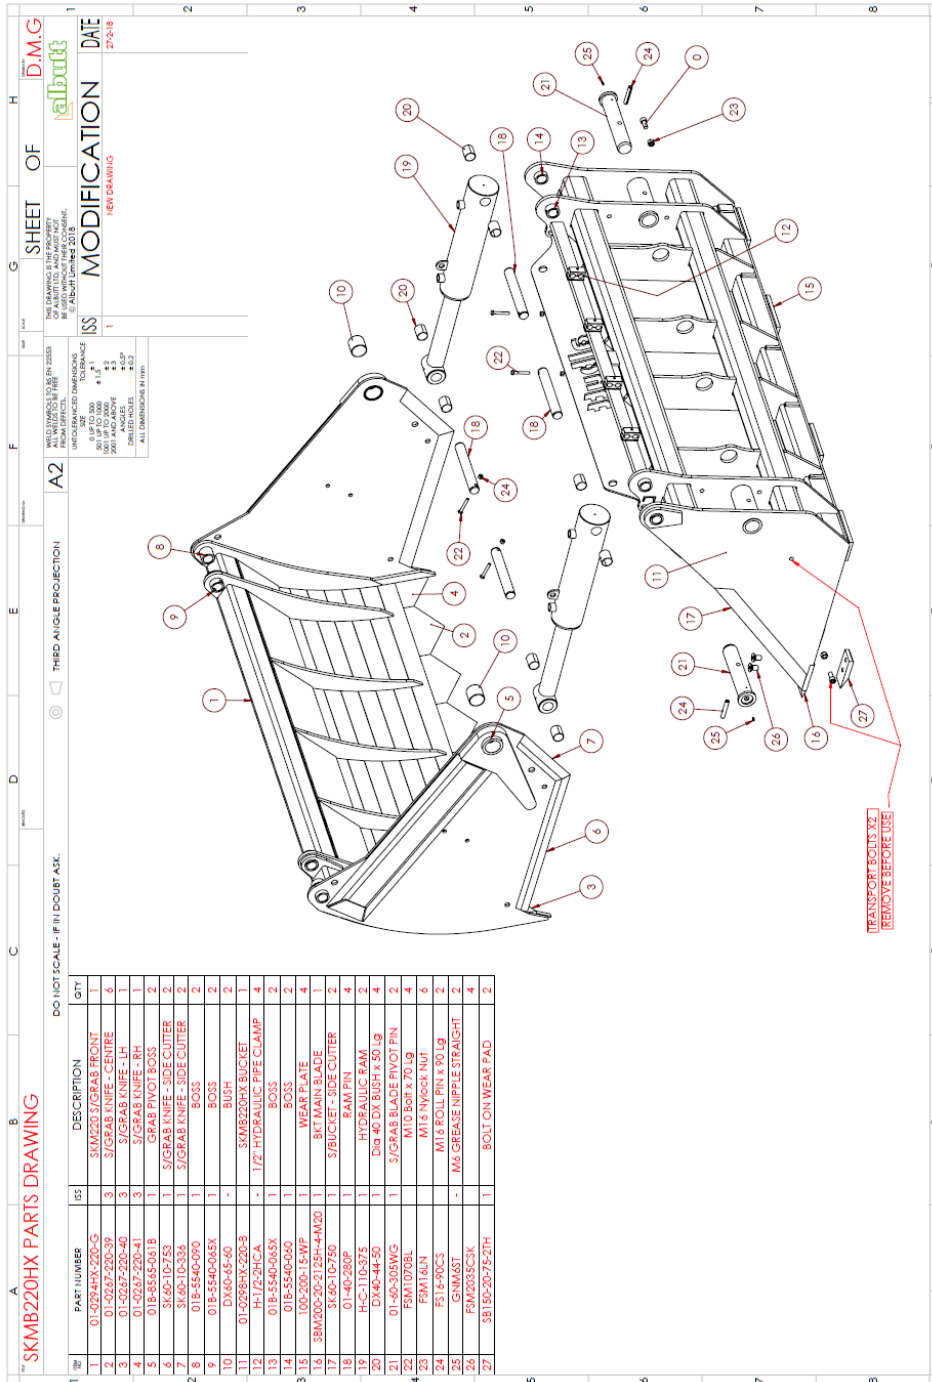 SKMB220HX PARTS DRAWING
SHEET OF
D.M.G
DO NOT SCALE - IF IN DOUBT ASK.
THIRD ANGLE PROJECTION
A2
WELD SYMBOLS TO BS EN 22553
ALL WELDS TO BE FREE
FROM DEFECTS.
THIS DRAWING IS THE PROPERTY
OF ALBUTT LTD. AND MUST NOT
BE USED WITHOUT THEIR CONSENT.
© Albutt Limited 2018
albutt
UNTOLERANCED DIMENSIONS
SIZE TOLERANCE
0 UP TO 500 ±1
501 UP TO 1000 ±1.5
1001 UP TO 2000 ±2
2001 AND ABOVE ±3
ANGLES ±0.5°
DRILLED HOLES ±0.2
ALL DIMENSIONS IN mm
ISS MODIFICATION DATE
1 NEW DRAWING 27-2-18
ITEM NO PART NUMBER ISS DESCRIPTION QTY
1 01-0294HX-220-G SKM220 S/GRAB FRONT 1
2 01-0267-220-39 3 S/GRAB KNIFE - CENTRE 6
3 01-0267-220-40 3 S/GRAB KNIFE - LH 1
4 01-0267-220-41 3 S/GRAB KNIFE - RH 1
5 01B-8565-061B 1 GRAB PIVOT BOSS 2
6 SK60-10-753 1 S/GRAB KNIFE - SIDE CUTTER 2
7 SK60-10-336 1 S/GRAB KNIFE - SIDE CUTTER 2
8 01B-5540-090 1 BOSS 2
9 01B-5540-065X 1 BOSS 2
10 DX60-65-60 - BUSH 2
11 01-0298HX-220-B SKMB220HX BUCKET 1
12 H-1/2-2HCA - 1/2" HYDRAULIC PIPE CLAMP 4
13 01B-5540-065X 1 BOSS 2
14 01B-5540-060 1 BOSS 2
15 100-200-15-WP 1 WEAR PLATE 4
16 SBM200-20-2125H-4-M20 1 BKT MAIN BLADE 1
17 SK60-10-750 1 S/BUCKET - SIDE CUTTER 2
18 01-40-280P 1 RAM PIN 4
19 H-C-110-375 1 HYDRAULIC RAM 2
20 DX40-44-50 1 Dia 40 DX BUSH x 50 Lg 4
21 01-60-305WG 1 S/GRAB BLADE PIVOT PIN 2
22 FSM1070BL M10 Bolt x 70 Lg 4
23 FSM16LN M16 Nylock Nut 6
24 FS16-90CS M16 ROLL PIN x 90 Lg 2
25 GNM6ST - M6 GREASE NIPPLE STRAIGHT 2
26 FSM2035CSK 4
27 SB150-20-75-2TH 1 BOLT ON WEAR PAD 2
TRANSPORT BOLTS X2
REMOVE BEFORE USE